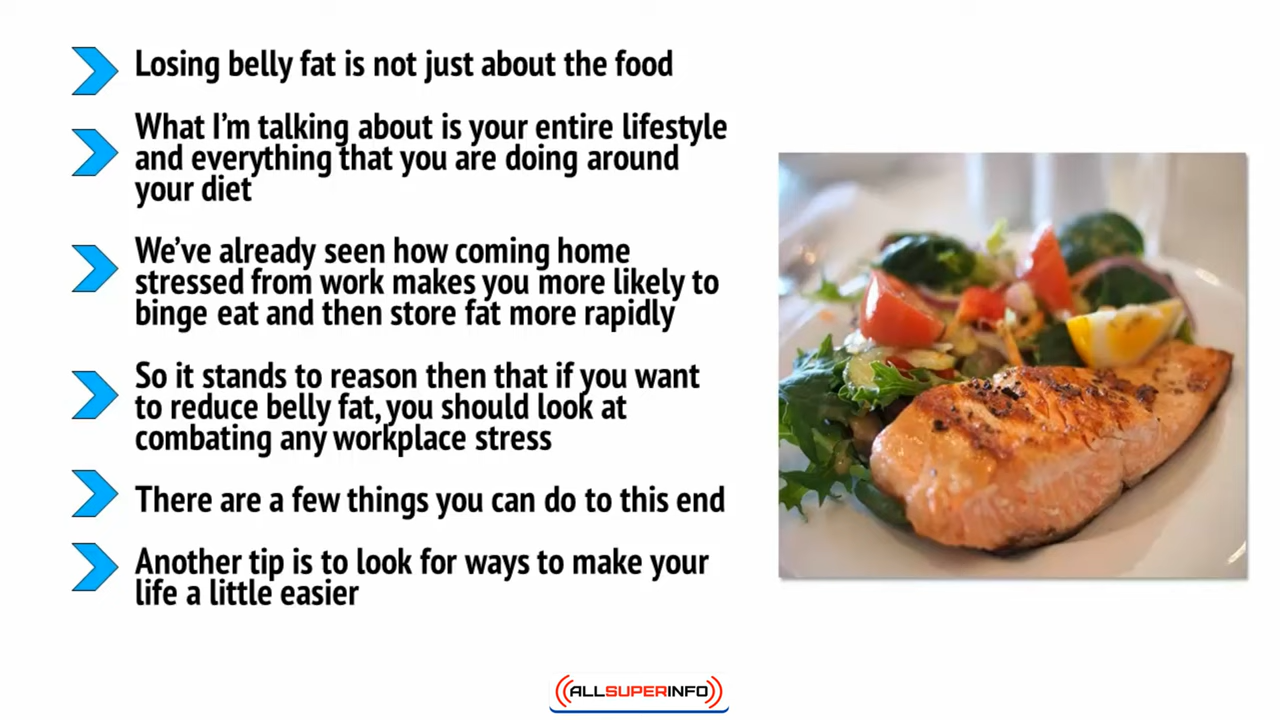 Losing belly fat is not just about the food
What I'm talking about is your entire lifestyle
and everything that you are doing around
your diet
We've already seen how coming home
stressed from work makes you more likely to
binge eat and then store fat more rapidly
So it stands to reason then that if you want
to reduce belly fat, you should look at
combating any workplace stress
There are a few things you can do to this end
Another tip is to look for ways to make your
life a little easier
ALLSUPERINFO